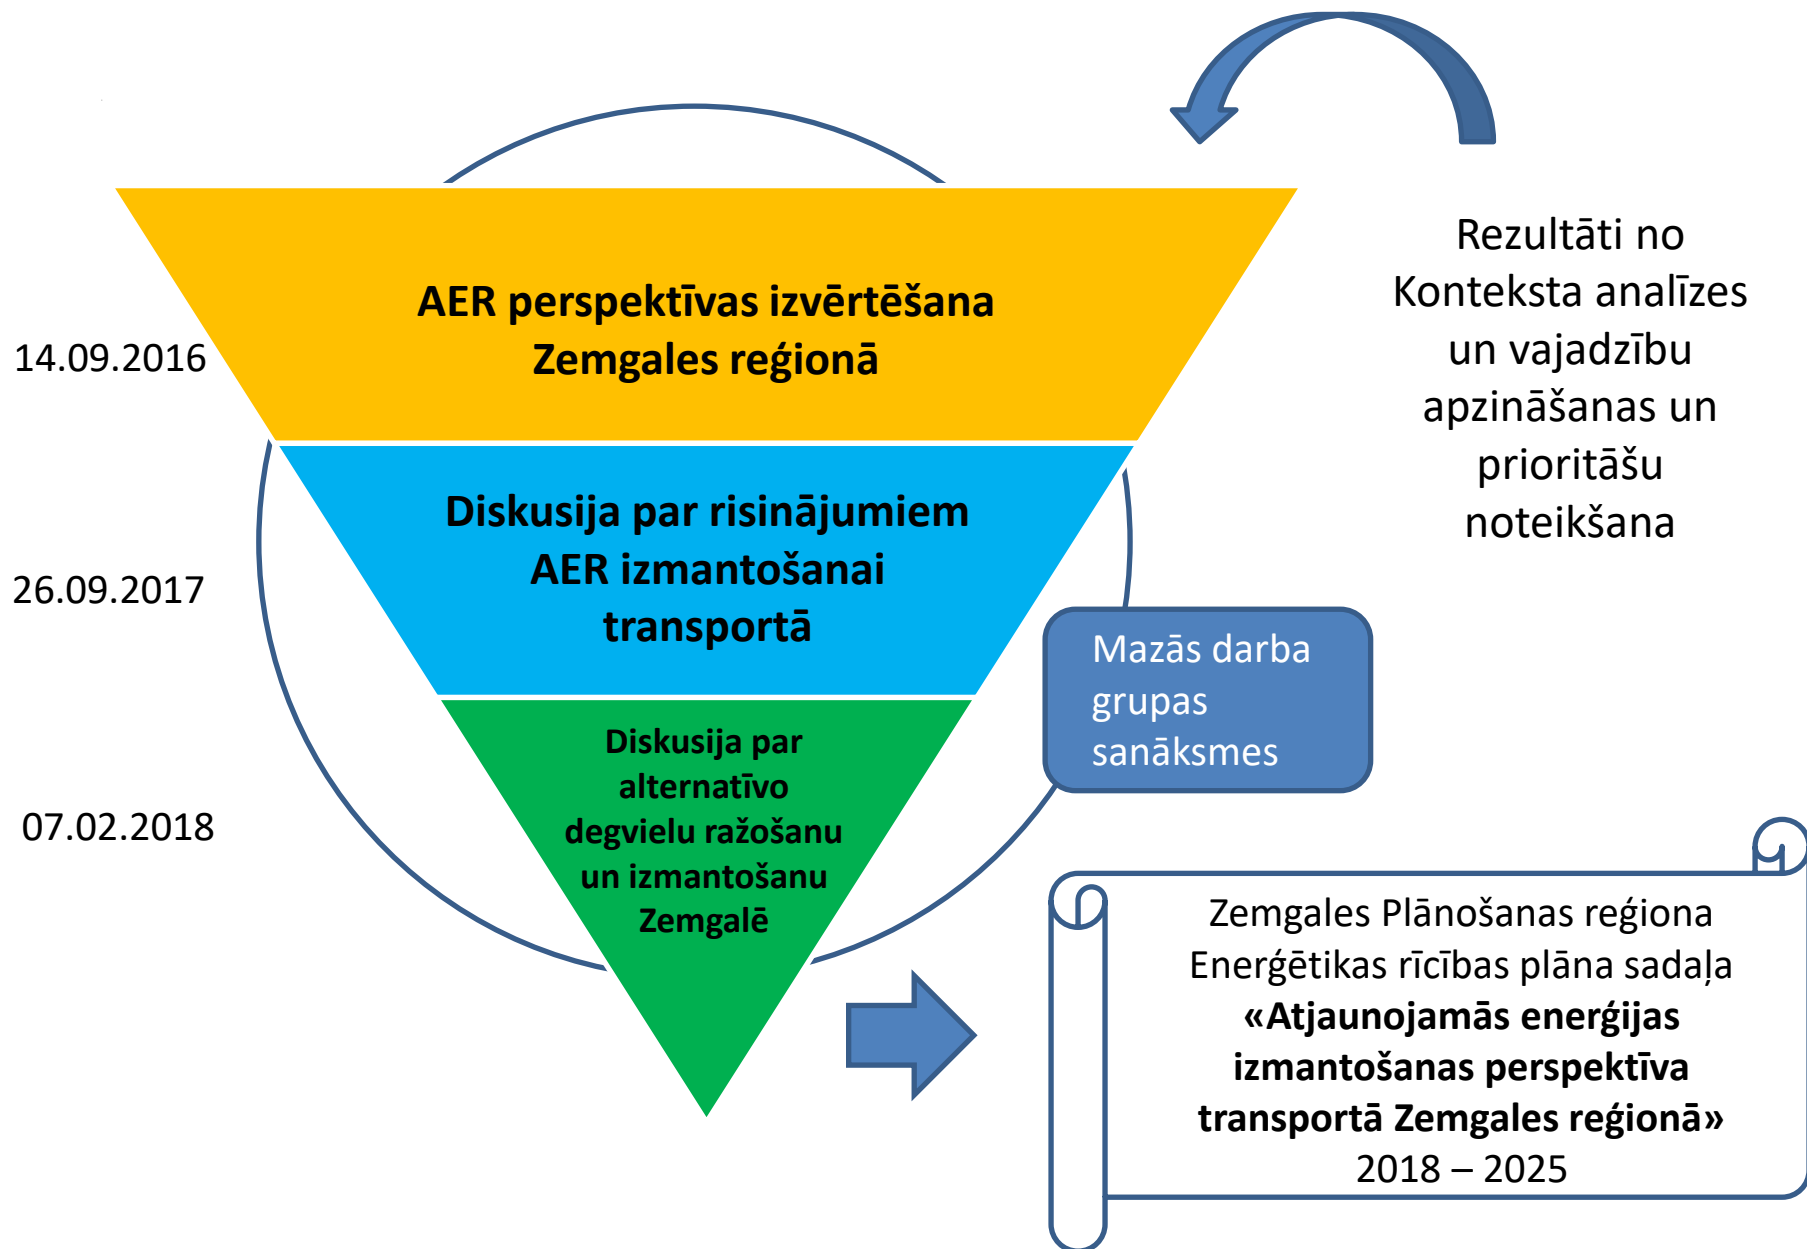 14.09.2016
AER perspektīvas izvērtēšana
Zemgales reģionā
Rezultāti no
Konteksta analīzes
un vajadzību
apzināšanas un
prioritāšu
noteikšana
26.09.2017
Diskusija par risinājumiem
AER izmantošanai
transportā
Mazās darba
grupas
sanāksmes
07.02.2018
Diskusija par
alternatīvo
degvielu ražošanu
un izmantošanu
Zemgalē
Zemgales Plānošanas reģiona
Enerģētikas rīcības plāna sadaļa
«Atjaunojamās enerģijas
izmantošanas perspektīva
transportā Zemgales reģionā»
2018 – 2025